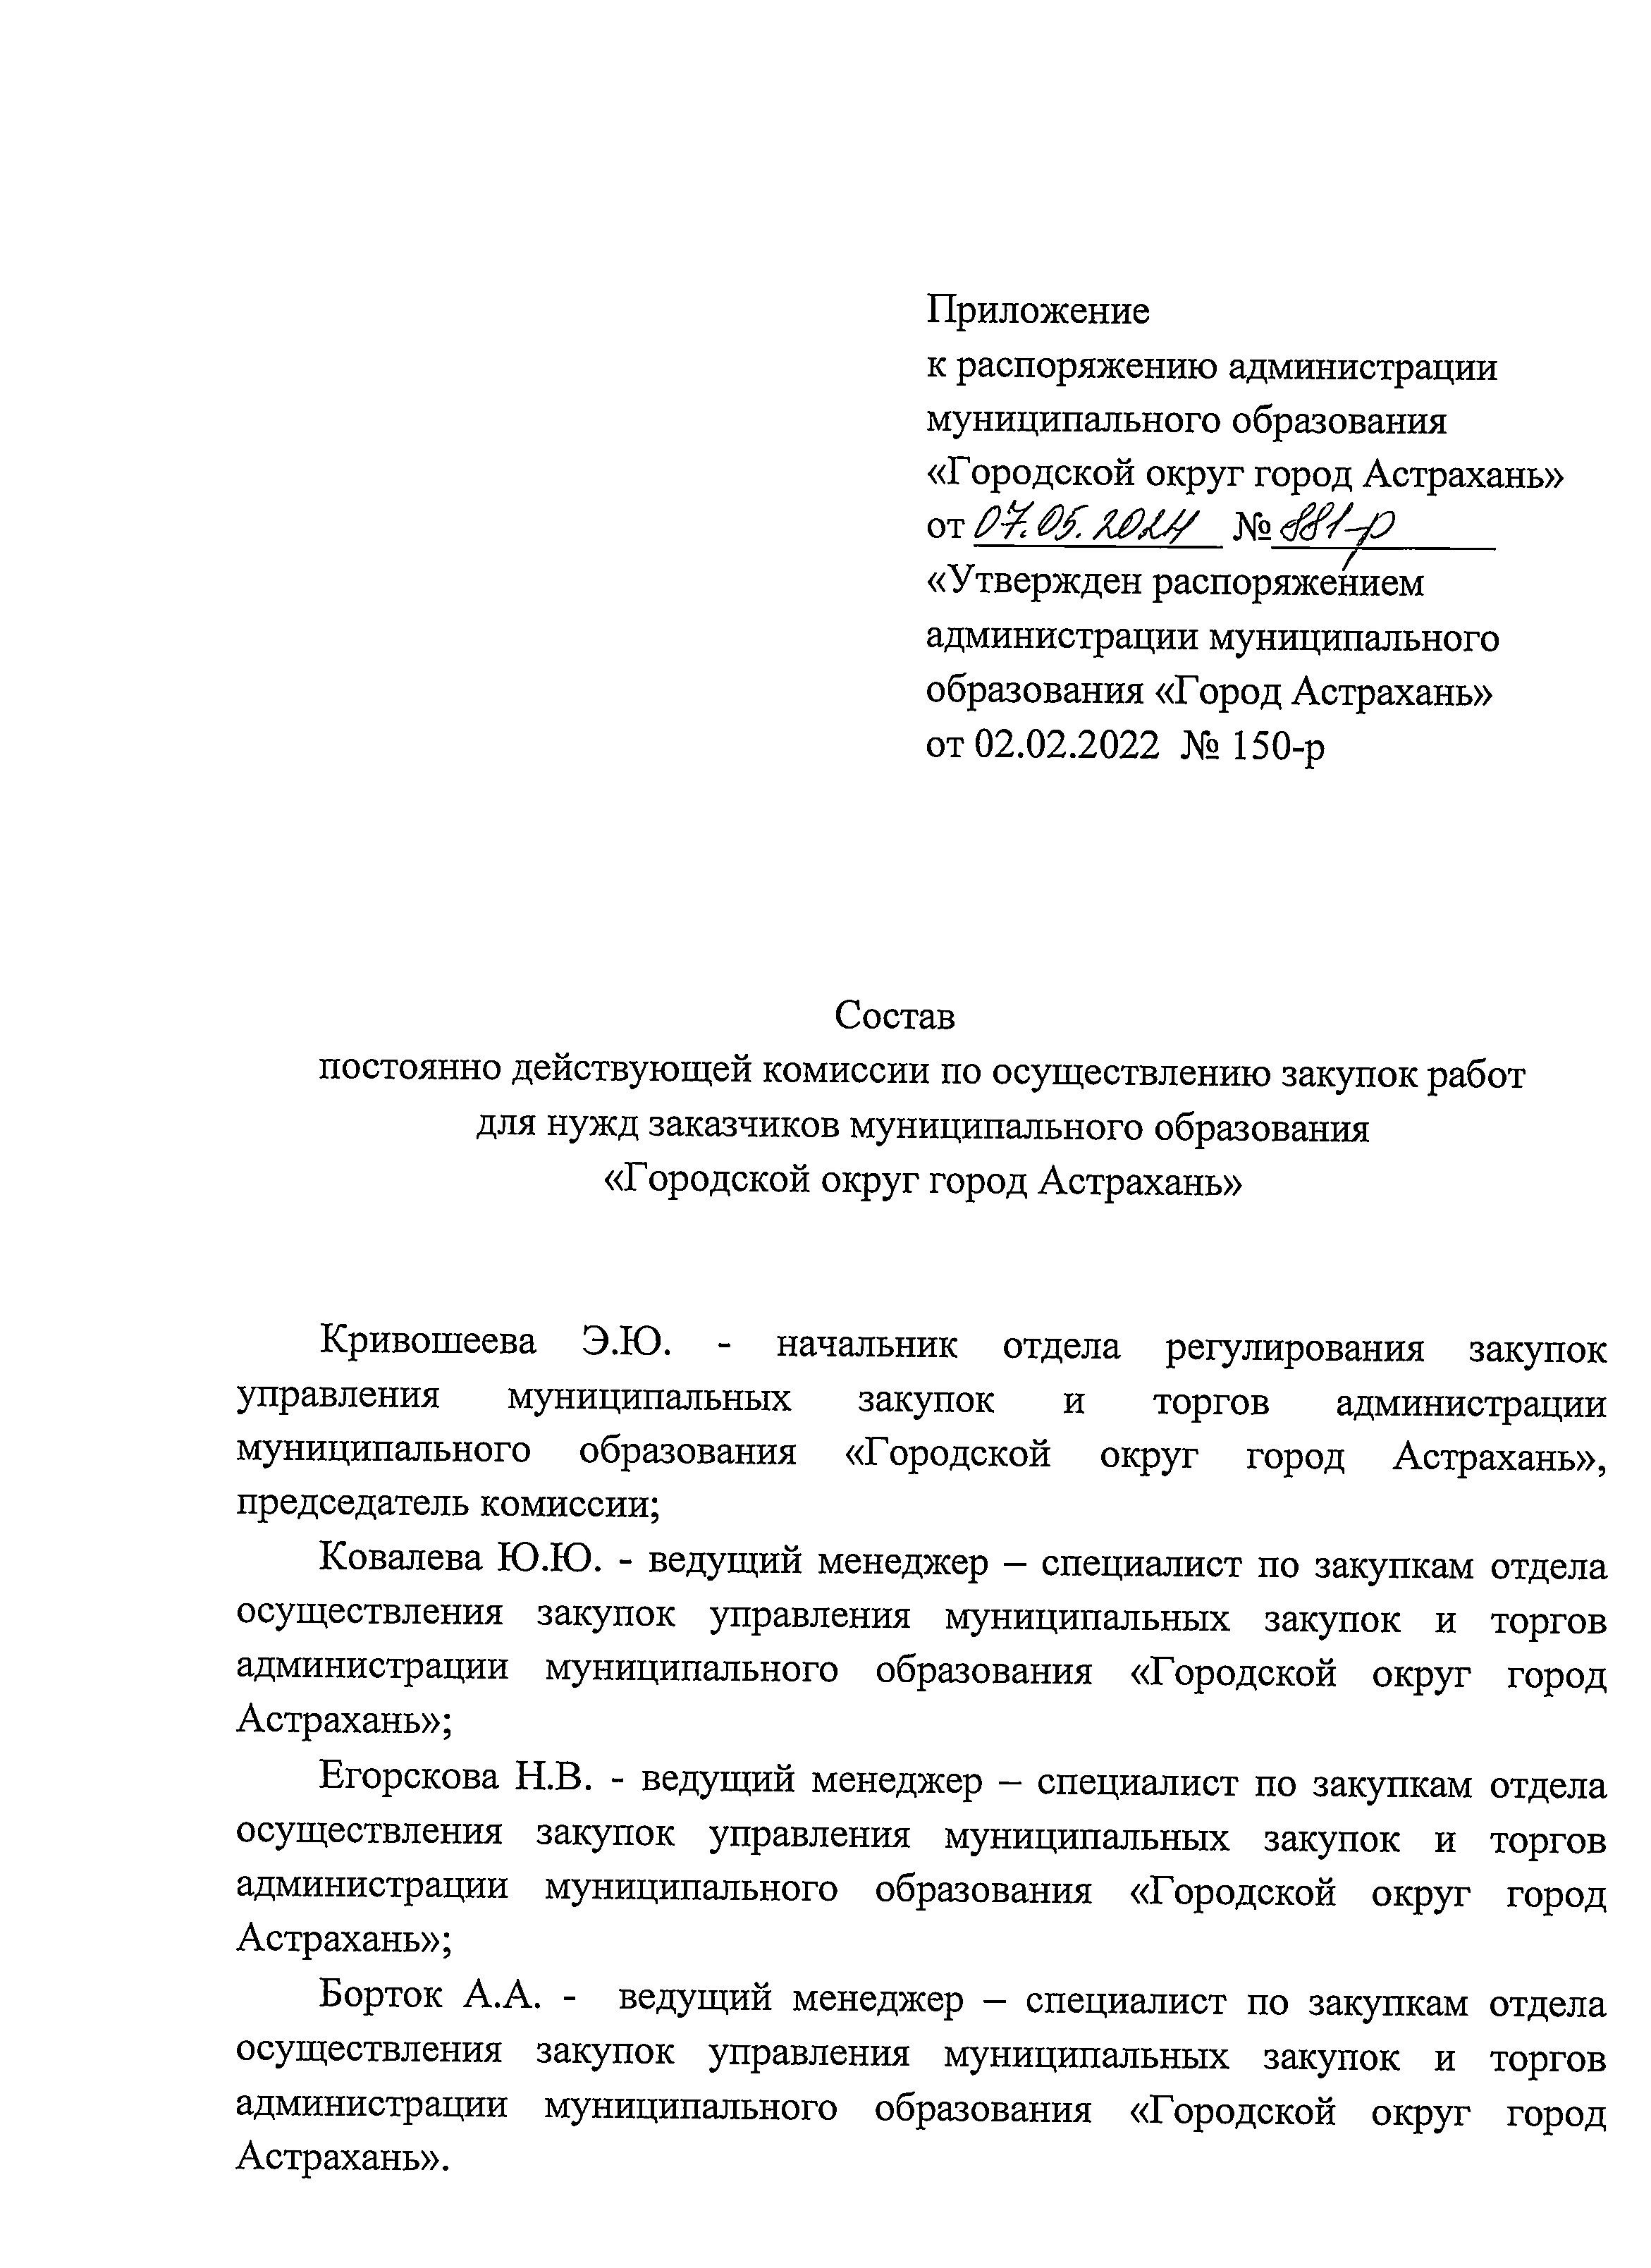 Приложение
к распоряжению администрации
муниципального образования
«Городской округ город Астрахань»
от 07.05.2024 № 881-р
«Утвержден распоряжением
администрации муниципального
образования «Город Астрахань»
от 02.02.2022 № 150-р
Состав
постоянно действующей комиссии по осуществлению закупок работ
для нужд заказчиков муниципального образования
«Городской округ город Астрахань»
Кривошеева Э.Ю. - начальник отдела регулирования закупок
управления муниципальных закупок и торгов администрации
муниципального образования «Городской округ город Астрахань»,
председатель комиссии;
Ковалева Ю.Ю. - ведущий менеджер – специалист по закупкам отдела
осуществления закупок управления муниципальных закупок и торгов
администрации муниципального образования «Городской округ город
Астрахань»;
Егорскова Н.В. - ведущий менеджер – специалист по закупкам отдела
осуществления закупок управления муниципальных закупок и торгов
администрации муниципального образования «Городской округ город
Астрахань»;
Борток А.А. - ведущий менеджер – специалист по закупкам отдела
осуществления закупок управления муниципальных закупок и торгов
администрации муниципального образования «Городской округ город
Астрахань».